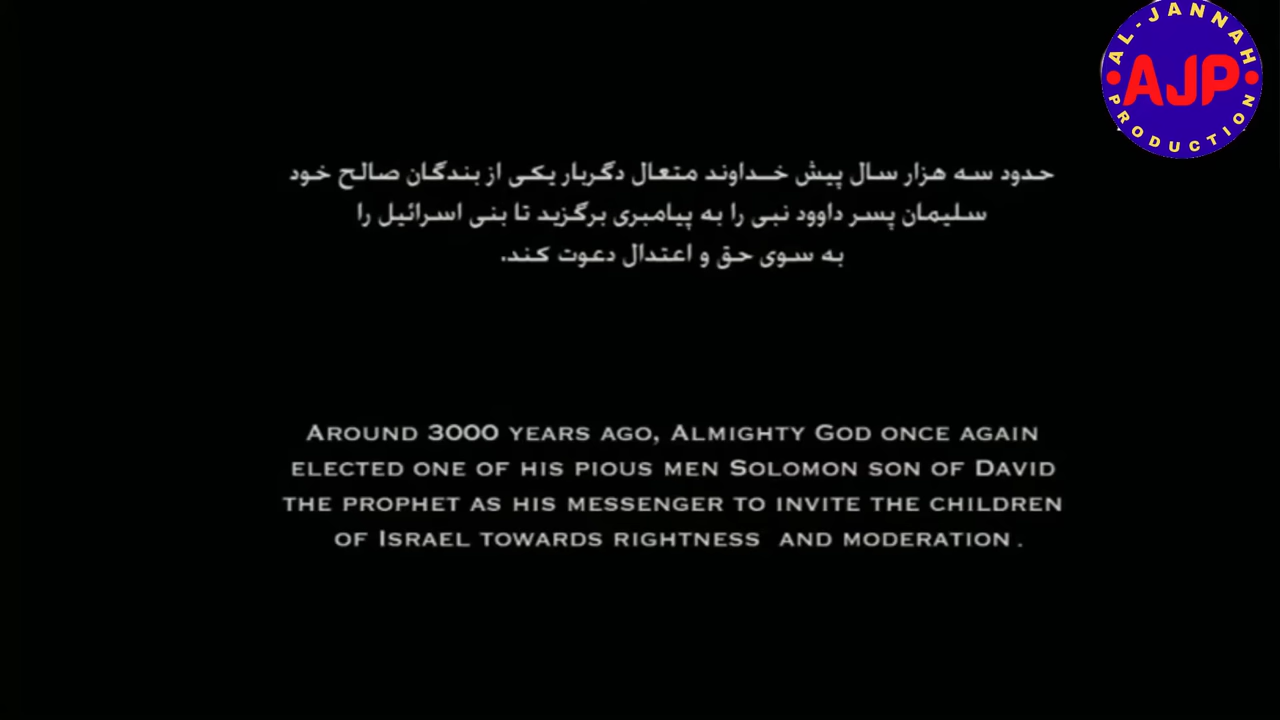 AL-JANNAH
AJP
PRODUCTION
حدود سه هزار سال پیش خداوند متعال دگربار یکی از بندگان صالح خود
سلیمان پسر داوود نبی را به پیامبری برگزید تا بنی اسرائیل را
به سوی حق و اعتدال دعوت کند.
AROUND 3000 YEARS AGO, ALMIGHTY GOD ONCE AGAIN
ELECTED ONE OF HIS PIOUS MEN SOLOMON SON OF DAVID
THE PROPHET AS HIS MESSENGER TO INVITE THE CHILDREN
OF ISRAEL TOWARDS RIGHTNESS AND MODERATION .